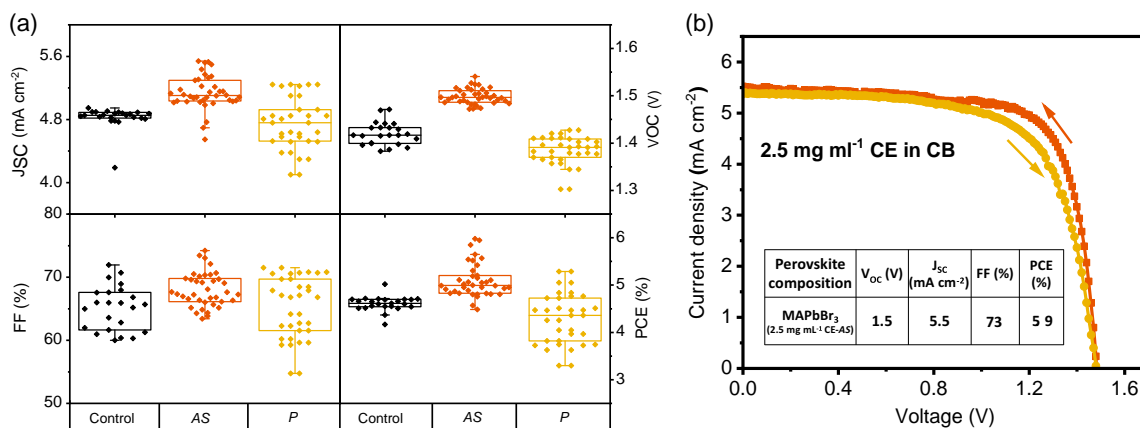 (a)
JSC (mA cm-2)
5.6
4.8
4.0
80
1.6
1.5
1.4
1.3
VOC (V)
FF (%)
70
60
50
6
5
4
3
PCE (%)
Control AS P Control AS P
(b)
Current density (mA cm-2)
6
5
4
3
2
1
0
2.5 mg ml-1 CE in CB
Perovskite composition VOC (V) JSC (mA cm-2) FF (%) PCE (%)
MAPbBr3 (2.5 mg mL-1 CE-AS) 1.5 5.5 73 5 9
0.0 0.4 0.8 1.2 1.6
Voltage (V)